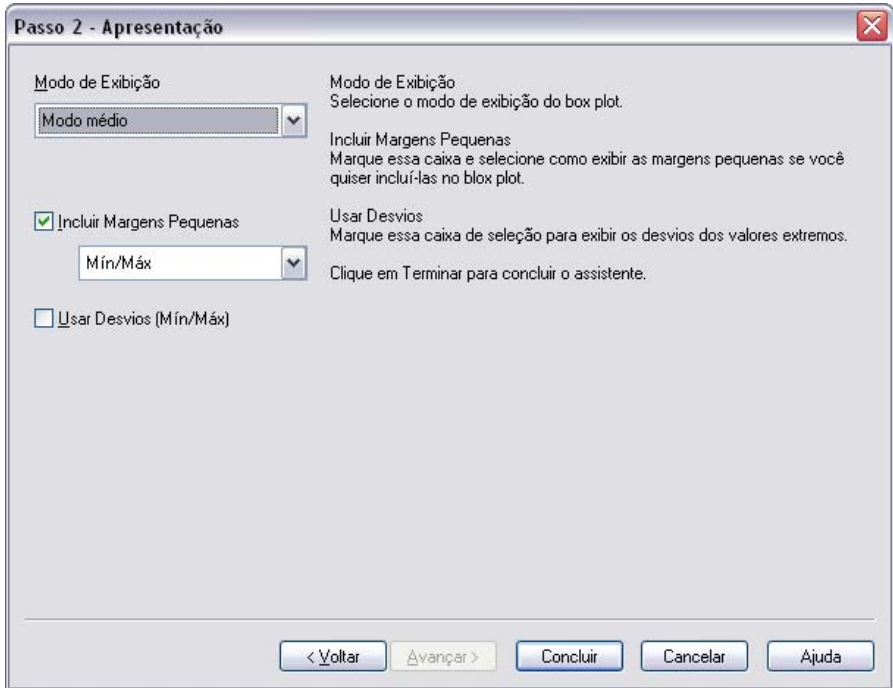 Passo 2 - Apresentação
Modo de Exibição
Modo médio
Incluir Margens Pequenas
Mín/Máx
Usar Desvios (Mín/Máx)
Modo de Exibição
Selecione o modo de exibição do box plot.
Incluir Margens Pequenas
Marque essa caixa e selecione como exibir as margens pequenas se você
quiser incluí-las no blox plot.
Usar Desvios
Marque essa caixa de seleção para exibir os desvios dos valores extremos.
Clique em Terminar para concluir o assistente.
< Voltar
Avançar >
Concluir
Cancelar
Ajuda